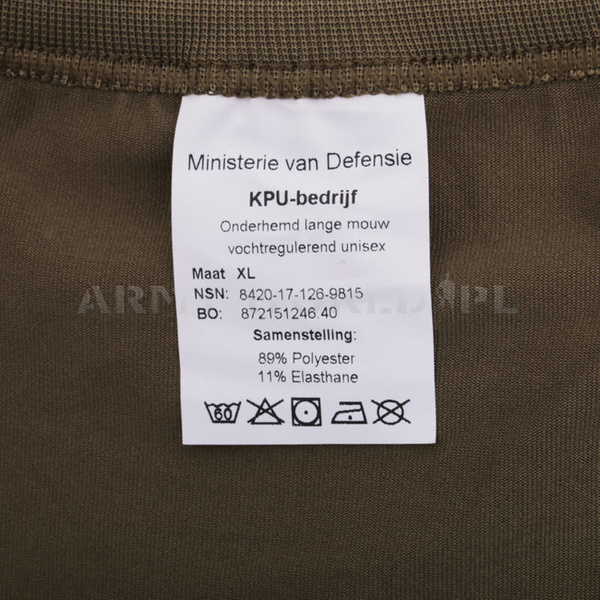 Ministerie van Defensie
KPU-bedrijf
Onderhemd lange mouw
vochtregulerend unisex
Maat XL
NSN: 8420-17-126-9815
BO: 872151246.40
Samenstelling:
89% Polyester
11% Elasthane
60